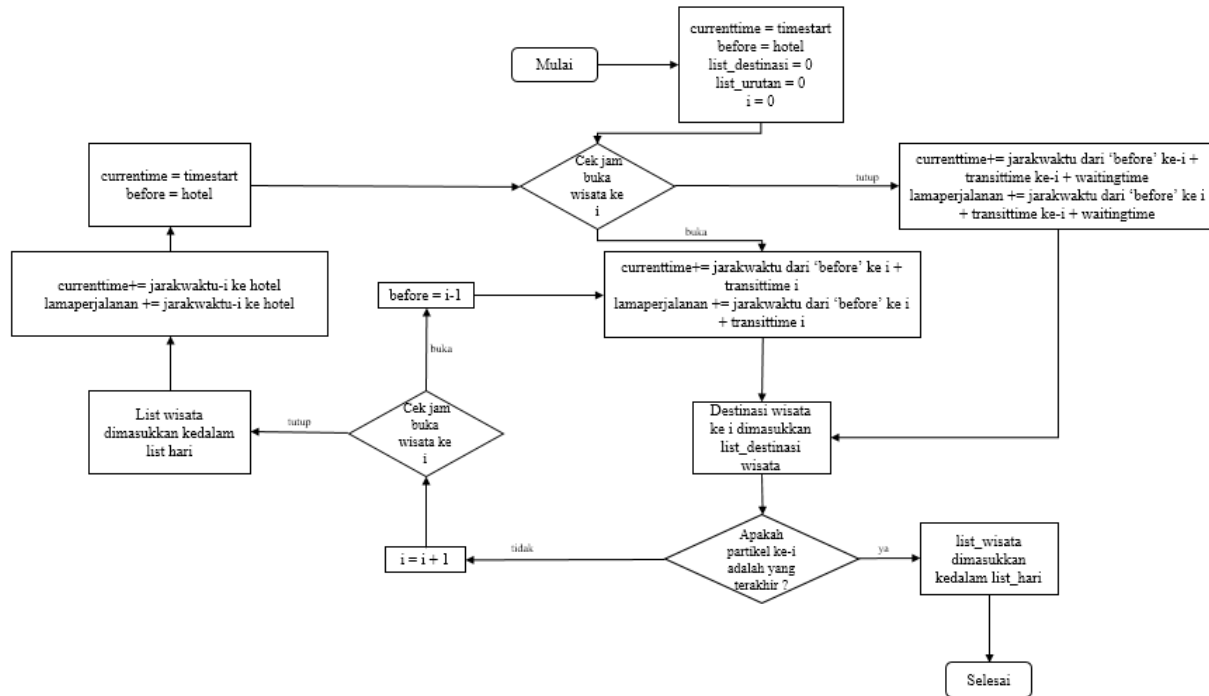 Mulai
currenttime = timestart
before = hotel
list_destinasi = 0
list_urutan = 0
i = 0
Cek jam
buka
wisata ke
i
tutup
currenttime+= jarakwaktu dari ‘before’ ke-i +
transittime ke-i + waitingtime
lamaperjalanan += jarakwaktu dari ‘before’ ke i
+ transittime ke-i + waitingtime
buka
currenttime+= jarakwaktu dari ‘before’ ke i +
transittime i
lamaperjalanan += jarakwaktu dari ‘before’ ke i
+ transittime i
Destinasi wisata
ke i dimasukkan
list_destinasi
wisata
Apakah
partikel ke-i
adalah yang
terakhir ?
ya
list_wisata
dimasukkan
kedalam list_hari
Selesai
tidak
i = i + 1
Cek jam
buka
wisata ke
i
buka
before = i-1
tutup
List wisata
dimasukkan kedalam
list hari
currenttime+= jarakwaktu-i ke hotel
lamaperjalanan += jarakwaktu-i ke hotel
currentime = timestart
before = hotel